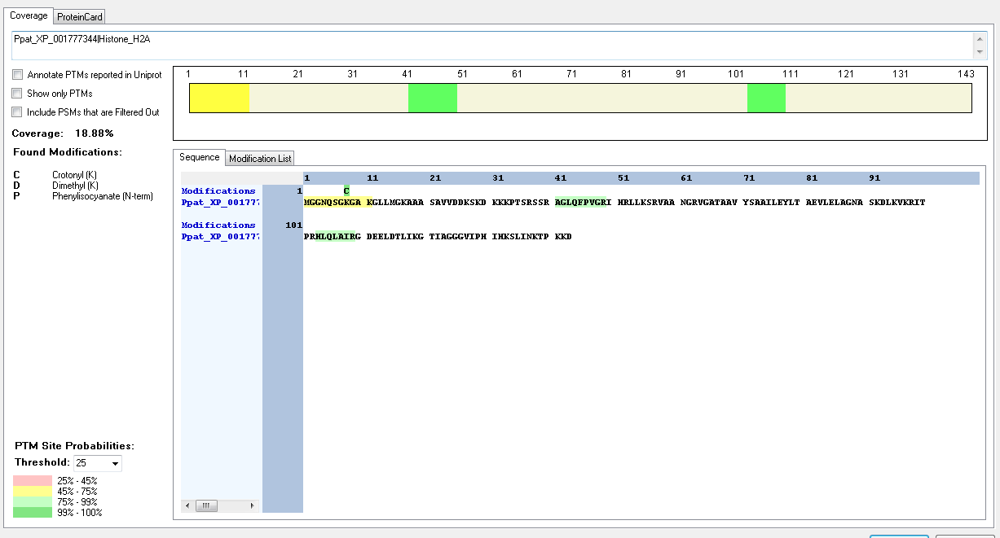 Coverage ProteinCard
Ppat_XP_001777344|Histone_H2A
Annotate PTMs reported in Uniprot
Show only PTMs
Include PSMs that are Filtered Out
Coverage: 18.88%
Found Modifications:
C Crotonyl (K)
D Dimethyl (K)
P Phenylisocyanate (N-term)
1 11 21 31 41 51 61 71 81 91 101 111 121 131 143
Sequence Modification List
1 11 21 31 41 51 61 71 81 91
Modifications 1 C
Ppat_XP_001777 MGGNQSGKGA KGLLMGKAAA SAVVDDKSKD KKKPTSRSSR AGLQFPVGRI HRLLKSRVAA NGRVGATAAV YSAAILEYLT AEVLELAGNA SKDLKVKRIT
Modifications 101
Ppat_XP_001777 PRHLQLAIRG DEELDTLIKG TIAGGGVIPH IHKSLINKTP KKD
PTM Site Probabilities:
Threshold: 25
25% - 45%
45% - 75%
75% - 99%
99% - 100%